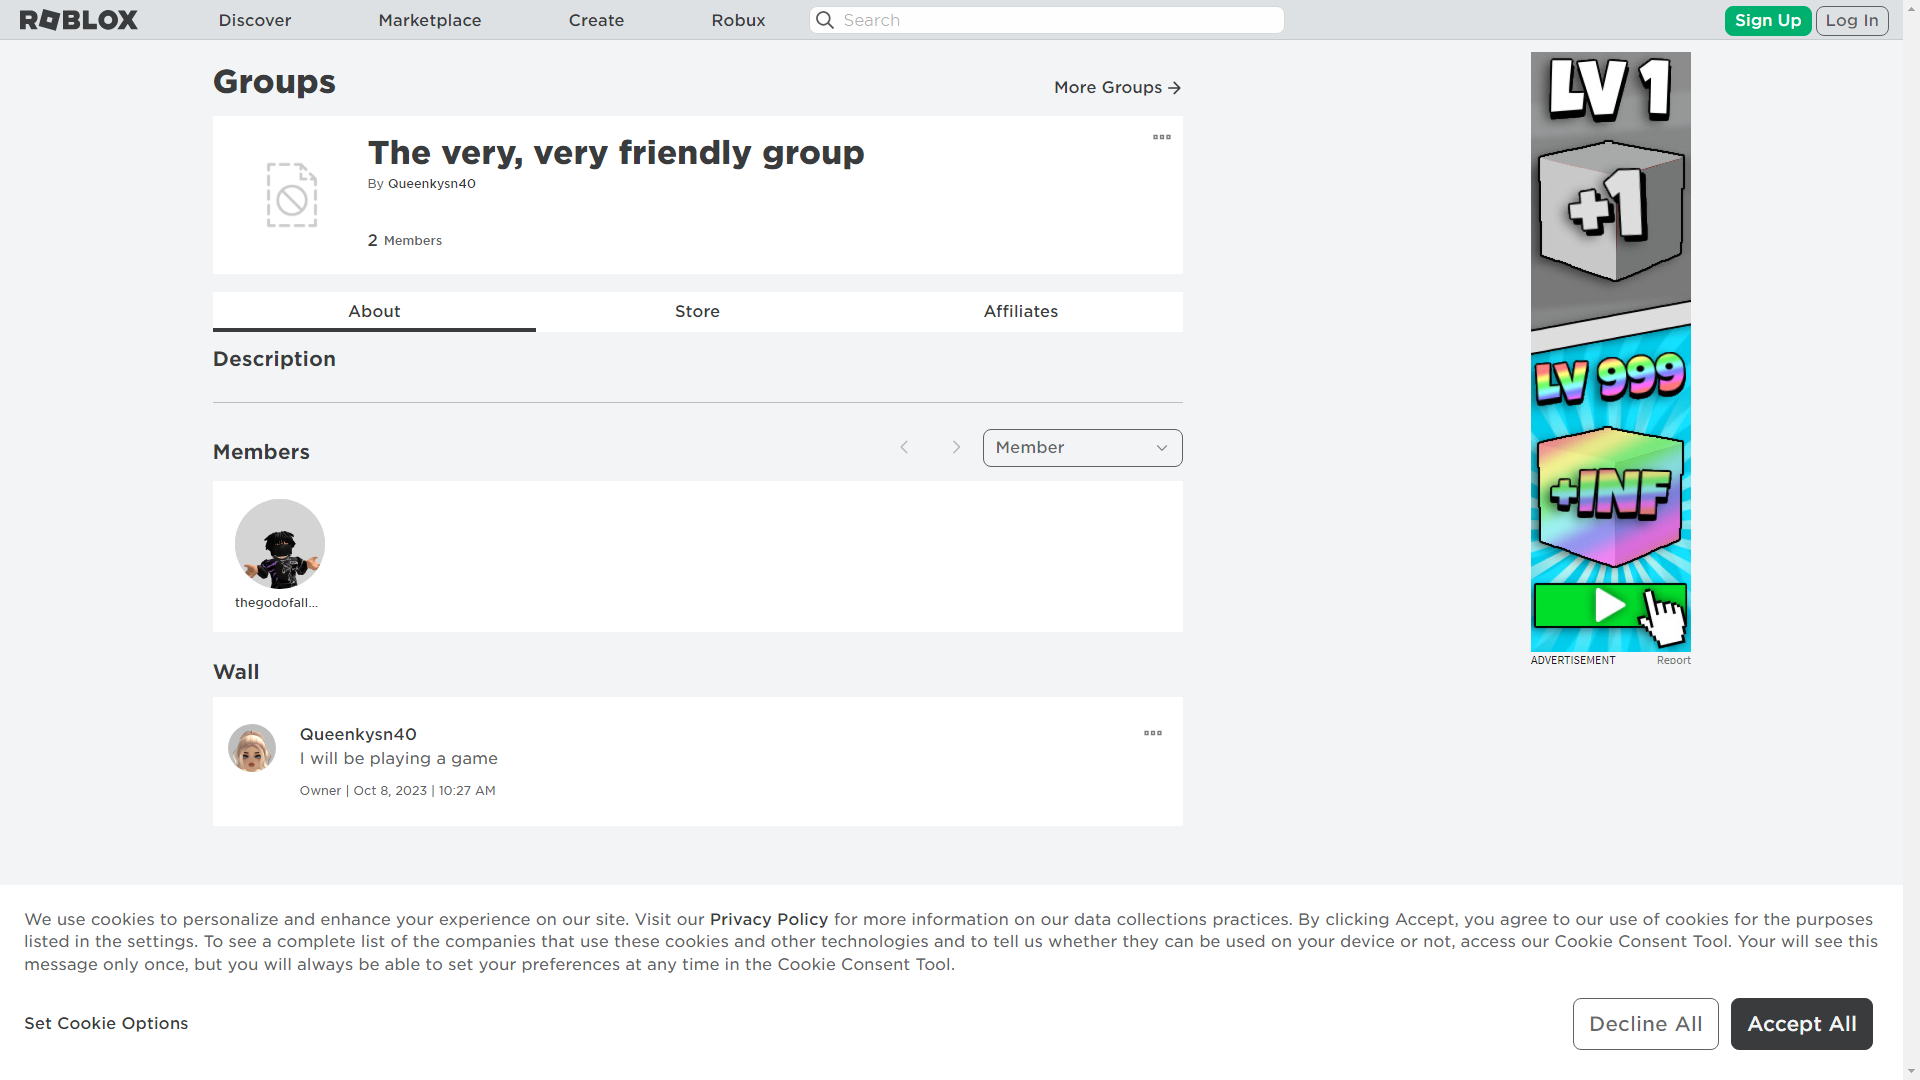 ROBLOX
Discover
Marketplace
Create
Robux
Search
Sign Up
Log In
Groups
More Groups
The very, very friendly group
By Queenkysn40
2 Members
About
Store
Affiliates
Description
Members
Member
thegodofall...
Wall
Queenkysn40
I will be playing a game
Owner | Oct 8, 2023 | 10:27 AM
LV 1
+1
LV 999
+INF
ADVERTISEMENT
Report
We use cookies to personalize and enhance your experience on our site. Visit our Privacy Policy for more information on our data collections practices. By clicking Accept, you agree to our use of cookies for the purposes
listed in the settings. To see a complete list of the companies that use these cookies and other technologies and to tell us whether they can be used on your device or not, access our Cookie Consent Tool. Your will see this
message only once, but you will always be able to set your preferences at any time in the Cookie Consent Tool.
Set Cookie Options
Decline All
Accept All